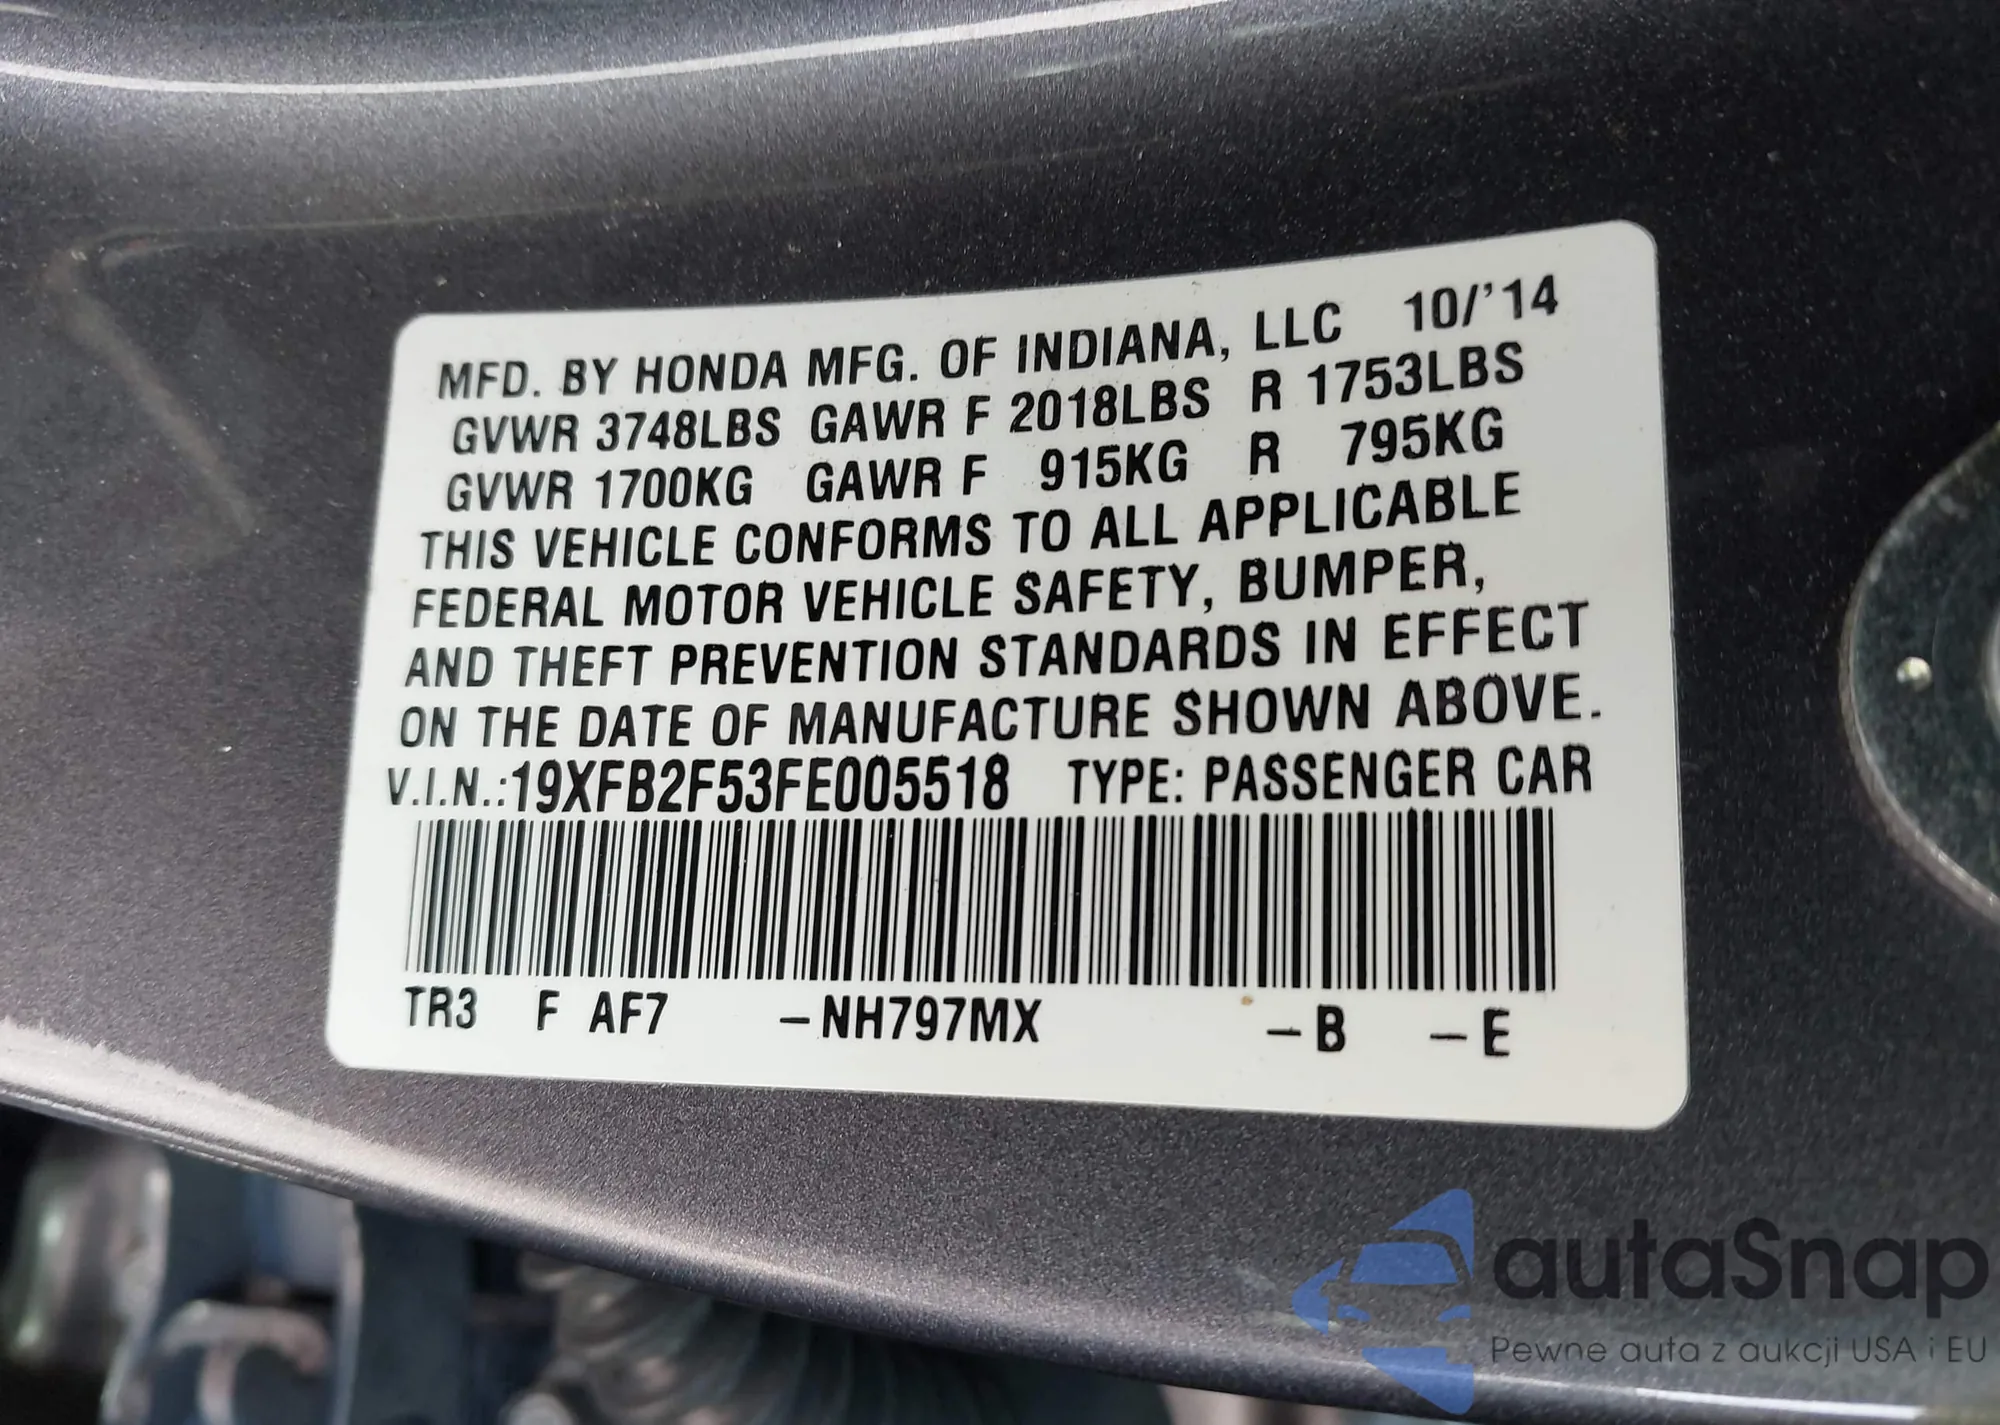 MFD. BY HONDA MFG. OF INDIANA, LLC 10/'14
GVWR 3748LBS GAWR F 2018LBS R 1753LBS
GVWR 1700KG GAWR F 915KG R 795KG
THIS VEHICLE CONFORMS TO ALL APPLICABLE
FEDERAL MOTOR VEHICLE SAFETY, BUMPER,
AND THEFT PREVENTION STANDARDS IN EFFECT
ON THE DATE OF MANUFACTURE SHOWN ABOVE.
V.I.N.:19XFB2F53FE005518 TYPE: PASSENGER CAR
TR3 F AF7 -NH797MX -B -E
autaSnap
Pewne auta z aukcji USA i EU